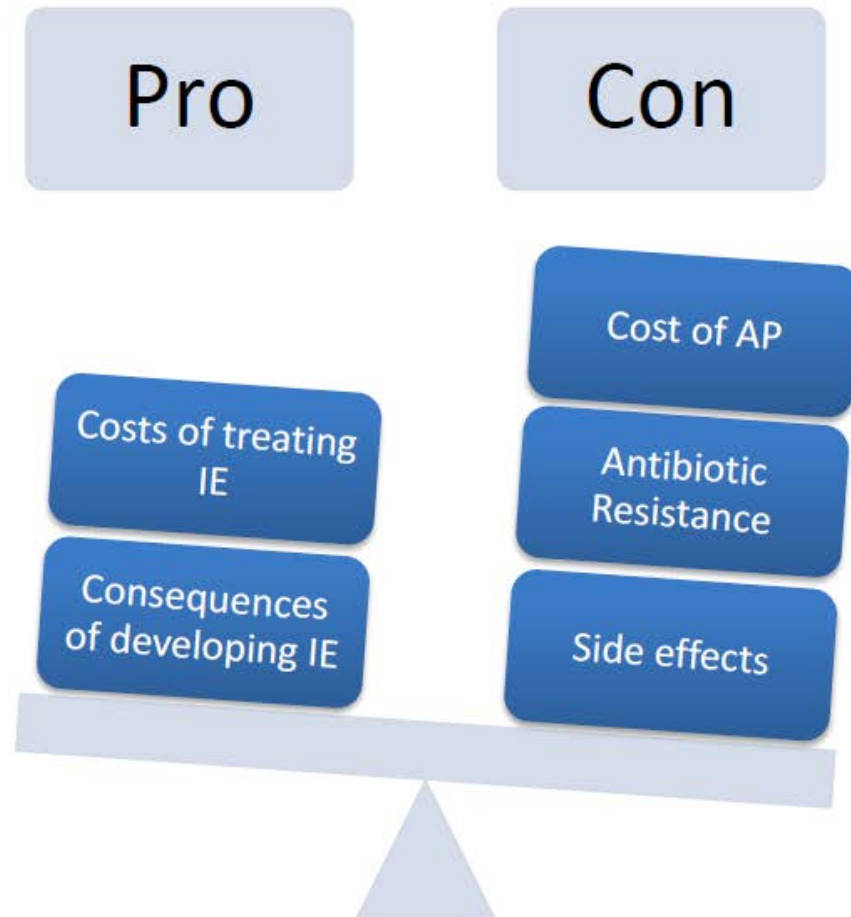 Pro
Con
Costs of treating
IE
Consequences
of developing IE
Cost of AP
Antibiotic
Resistance
Side effects